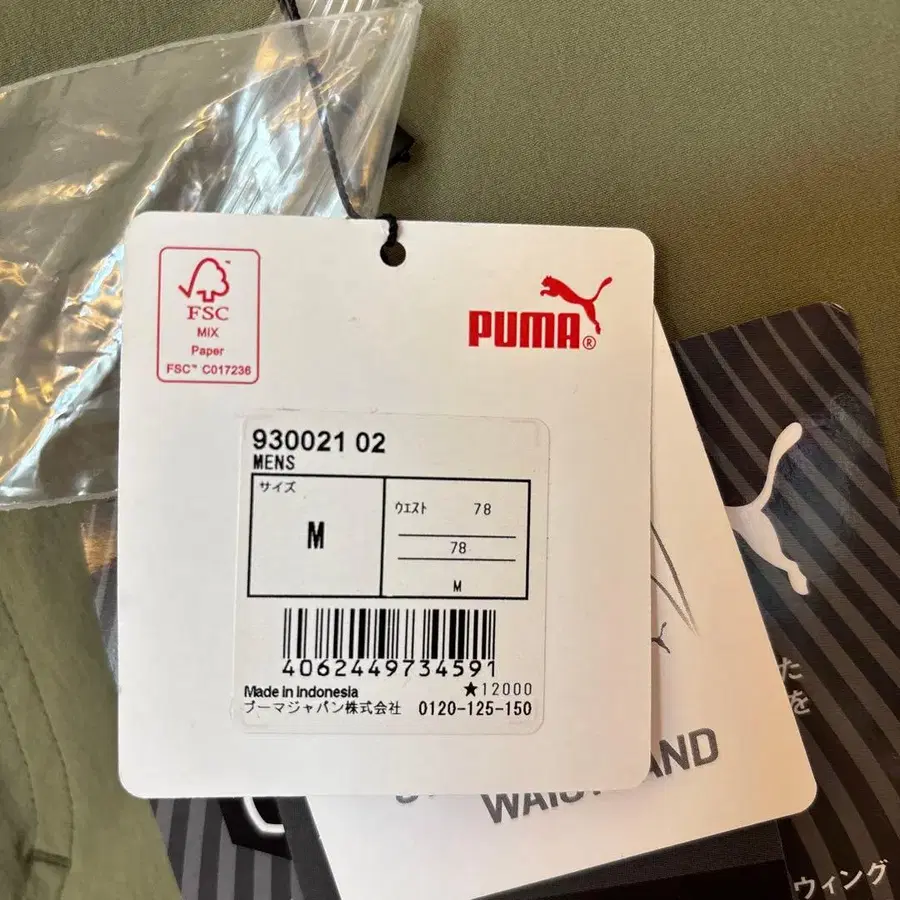 FSC
MIX
Paper
FSC™ C017236
PUMA®
930021 02
MENS
サイズ
M
ウエスト 78
78
M
4062449734591
Made in Indonesia
★12000
プーマジャパン株式会社 0120-125-150
た
を
WAISTBAND
ウィング